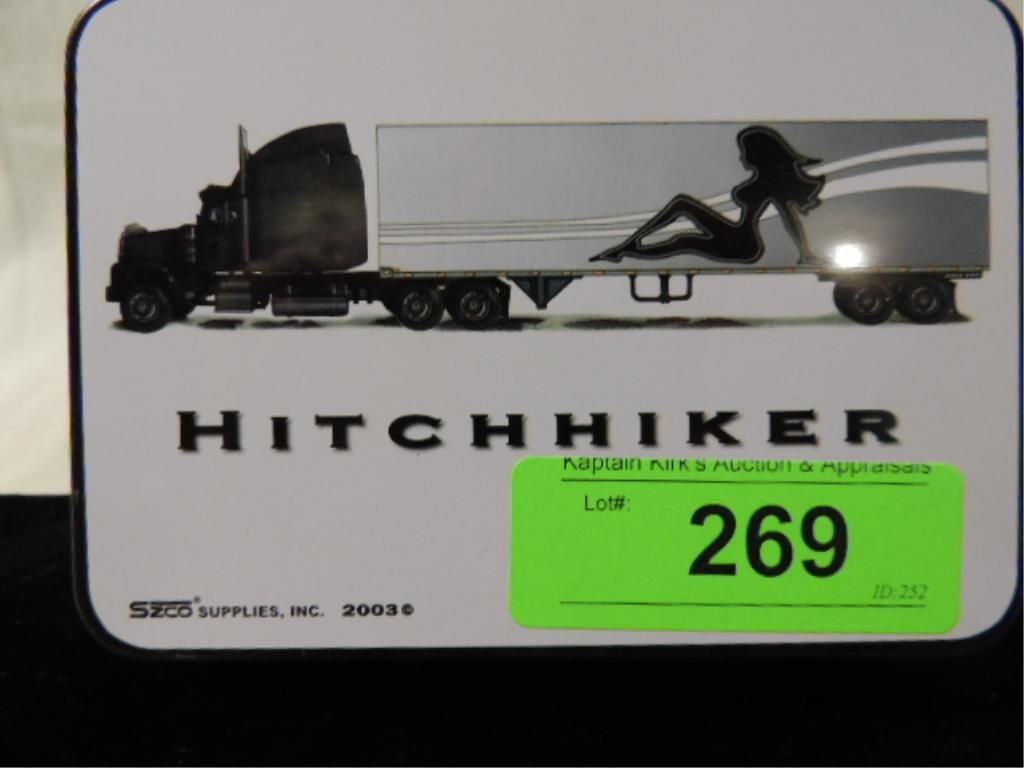 HITCHHIKER
Kaptain Kirk's Auction & Appraisals
Lot#:
269
ID:252
SZCO® SUPPLIES, INC. 2003©